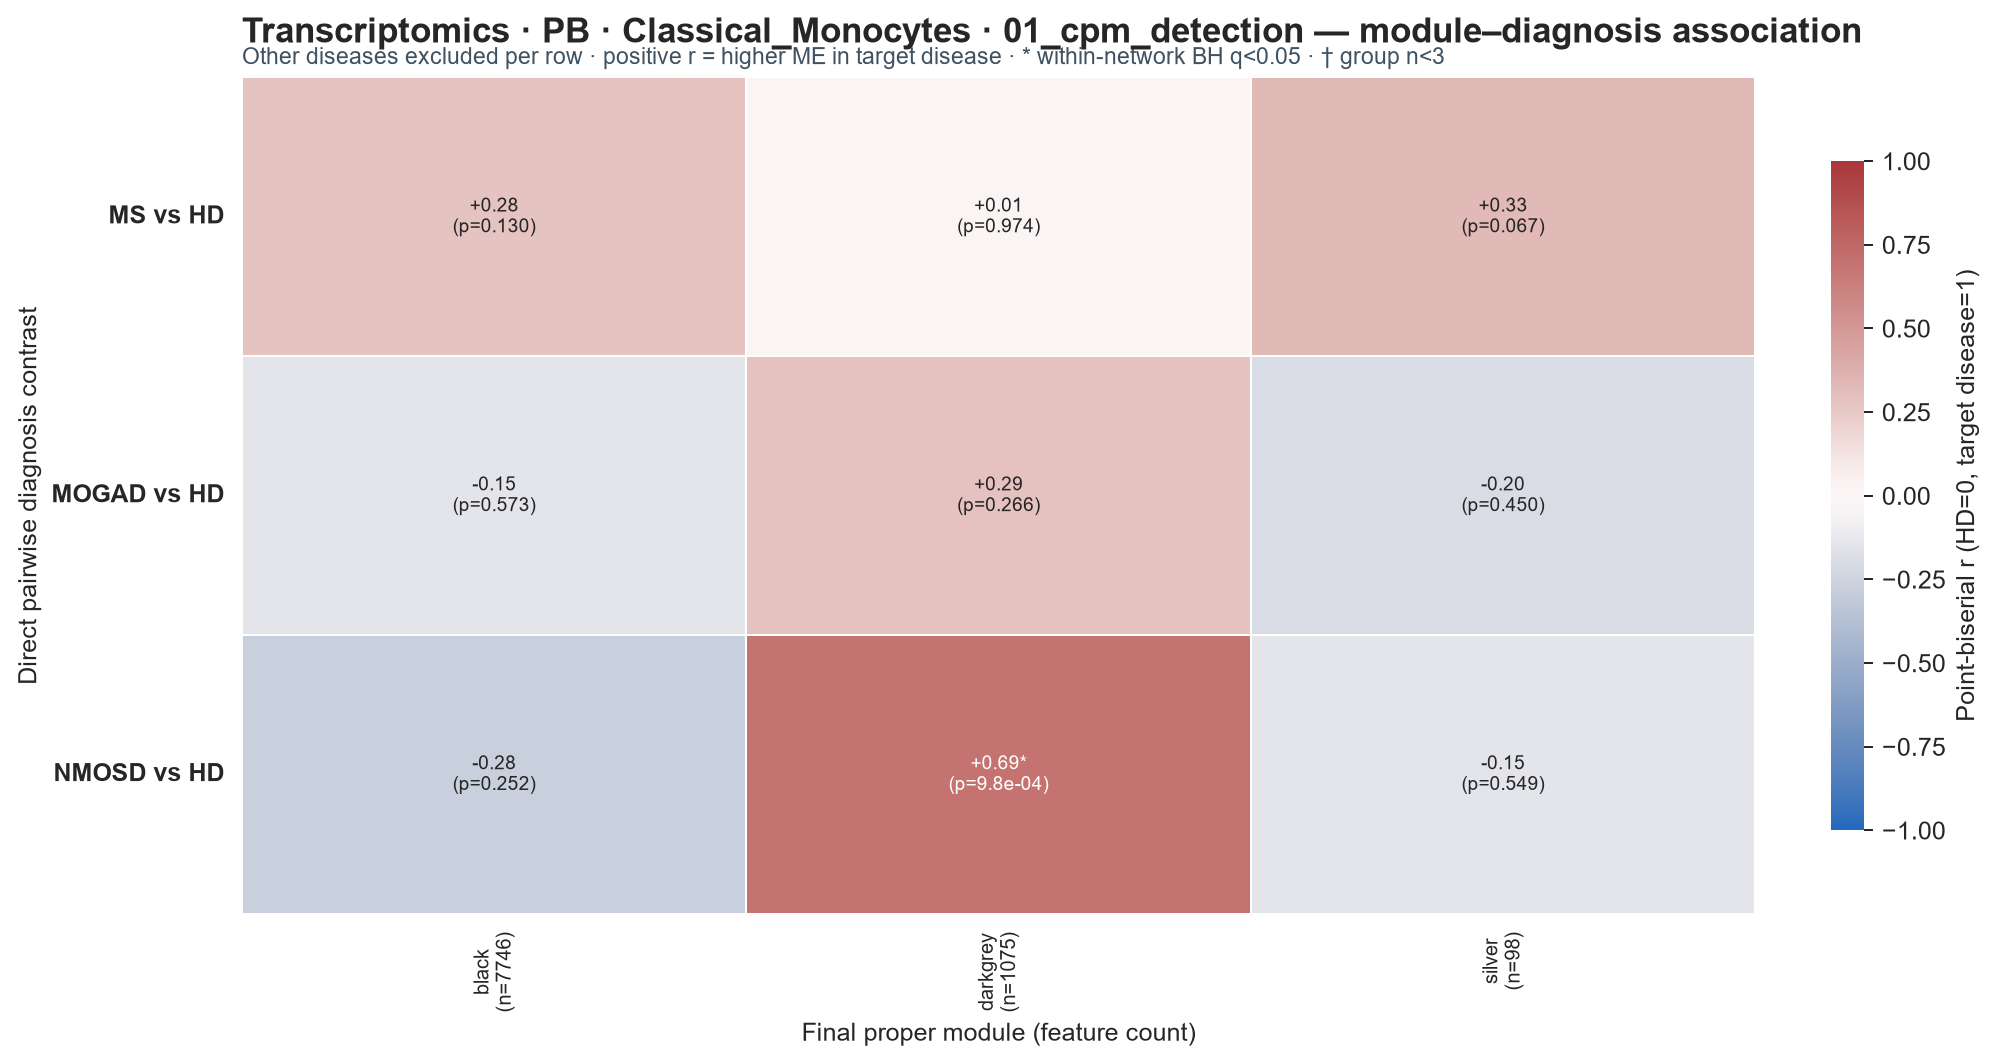 Transcriptomics · PB · Classical_Monocytes · 01_cpm_detection — module–diagnosis association
Other diseases excluded per row · positive r = higher ME in target disease · * within-network BH q<0.05 · † group n<3
Direct pairwise diagnosis contrast
MS vs HD
+0.28
(p=0.130)
+0.01
(p=0.974)
+0.33
(p=0.067)
MOGAD vs HD
-0.15
(p=0.573)
+0.29
(p=0.266)
-0.20
(p=0.450)
NMOSD vs HD
-0.28
(p=0.252)
+0.69*
(p=9.8e-04)
-0.15
(p=0.549)
black
(n=7746)
darkgrey
(n=1075)
silver
(n=98)
Final proper module (feature count)
1.00
0.75
0.50
0.25
0.00
−0.25
−0.50
−0.75
−1.00
Point-biserial r (HD=0, target disease=1)